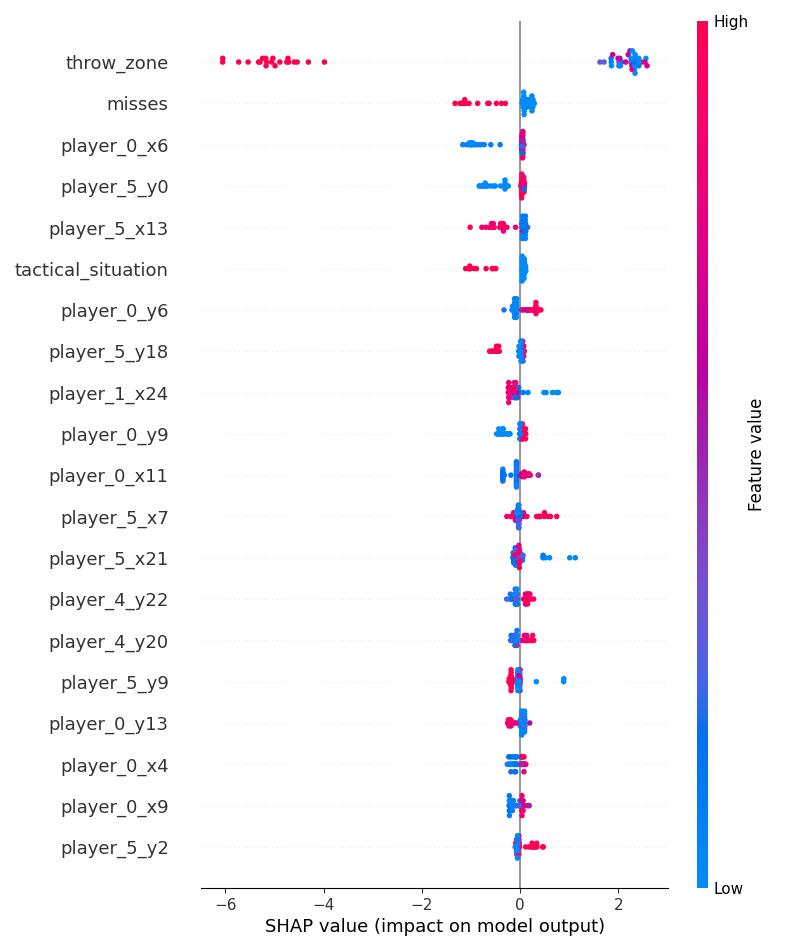 High
throw_zone
misses
player_0_x6
player_5_y0
player_5_x13
tactical_situation
player_0_y6
player_5_y18
player_1_x24
player_0_y9
player_0_x11
player_5_x7
player_5_x21
player_4_y22
player_4_y20
player_5_y9
player_0_y13
player_0_x4
player_0_x9
player_5_y2
Feature value
Low
−6 −4 −2 0 2
SHAP value (impact on model output)